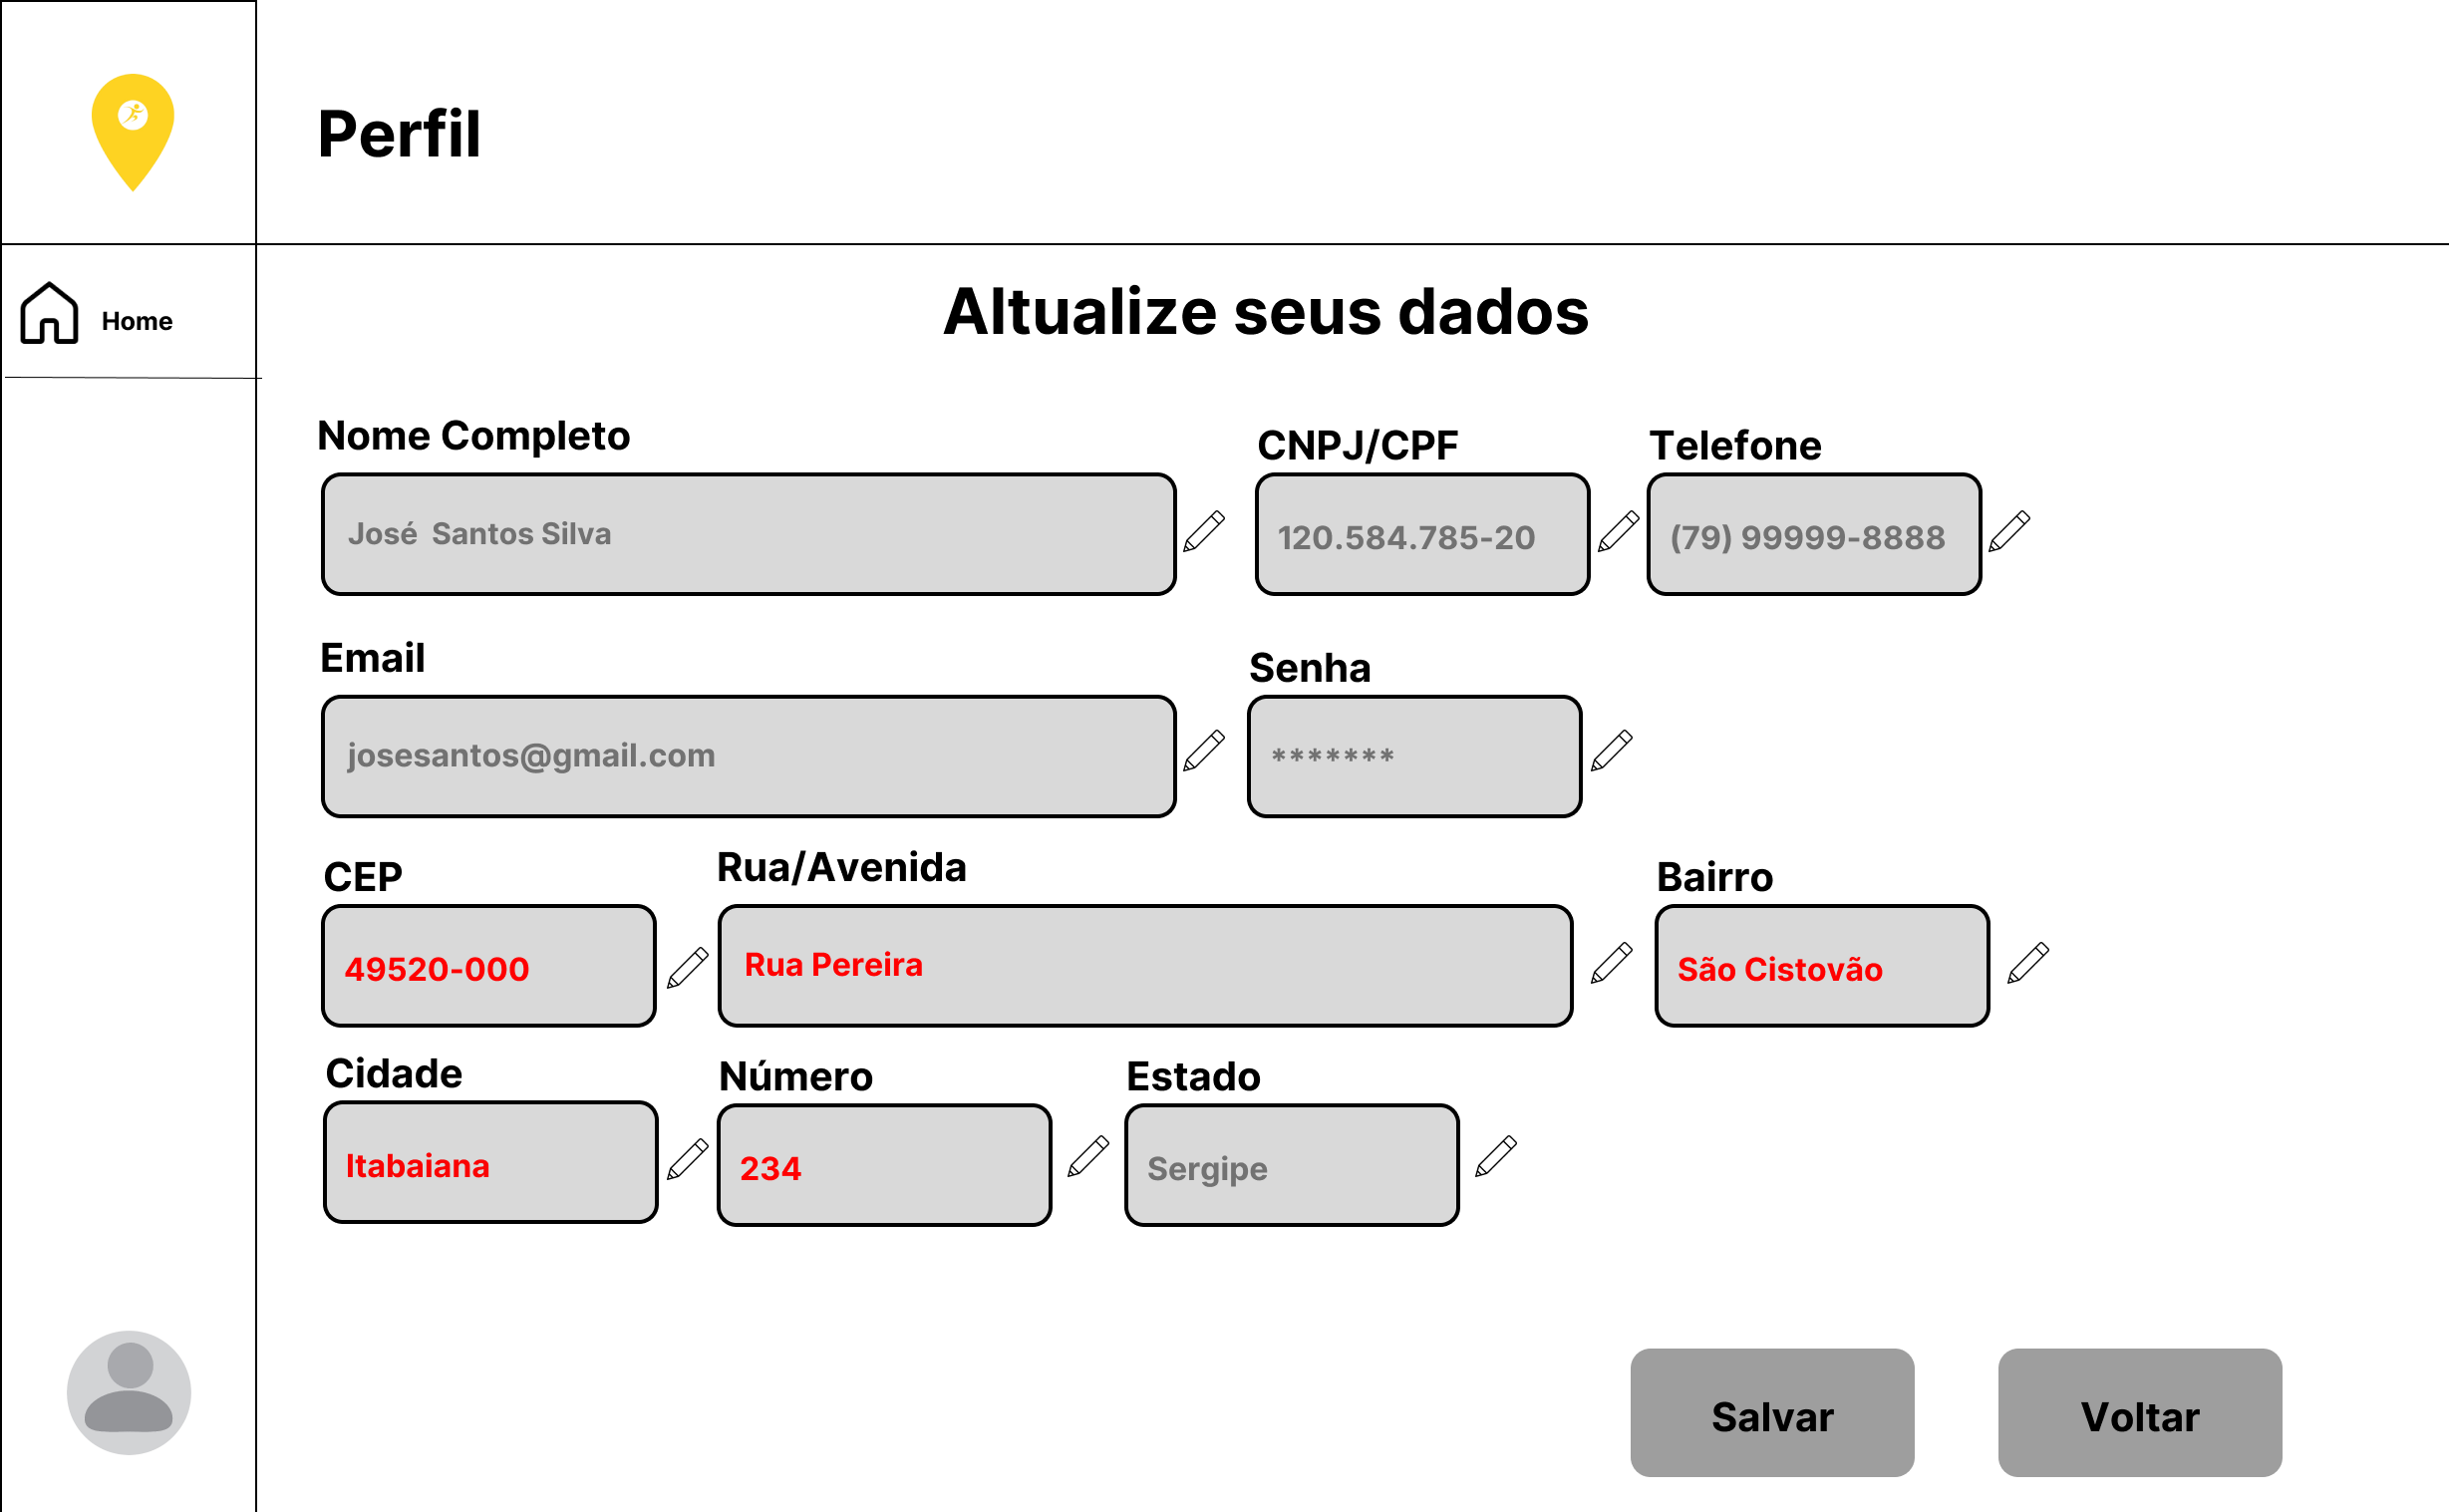 Perfil
Home
Altualize seus dados
Nome Completo
CNPJ/CPF
Telefone
José  Santos Silva
120.584.785-20
(79) 99999-8888
Email
Senha
josesantos@gmail.com
*******
CEP
Rua/Avenida
Bairro
49520-000
Rua Pereira
São Cistovão
Cidade
Número
Estado
Itabaiana
234
Sergipe
Salvar
Voltar